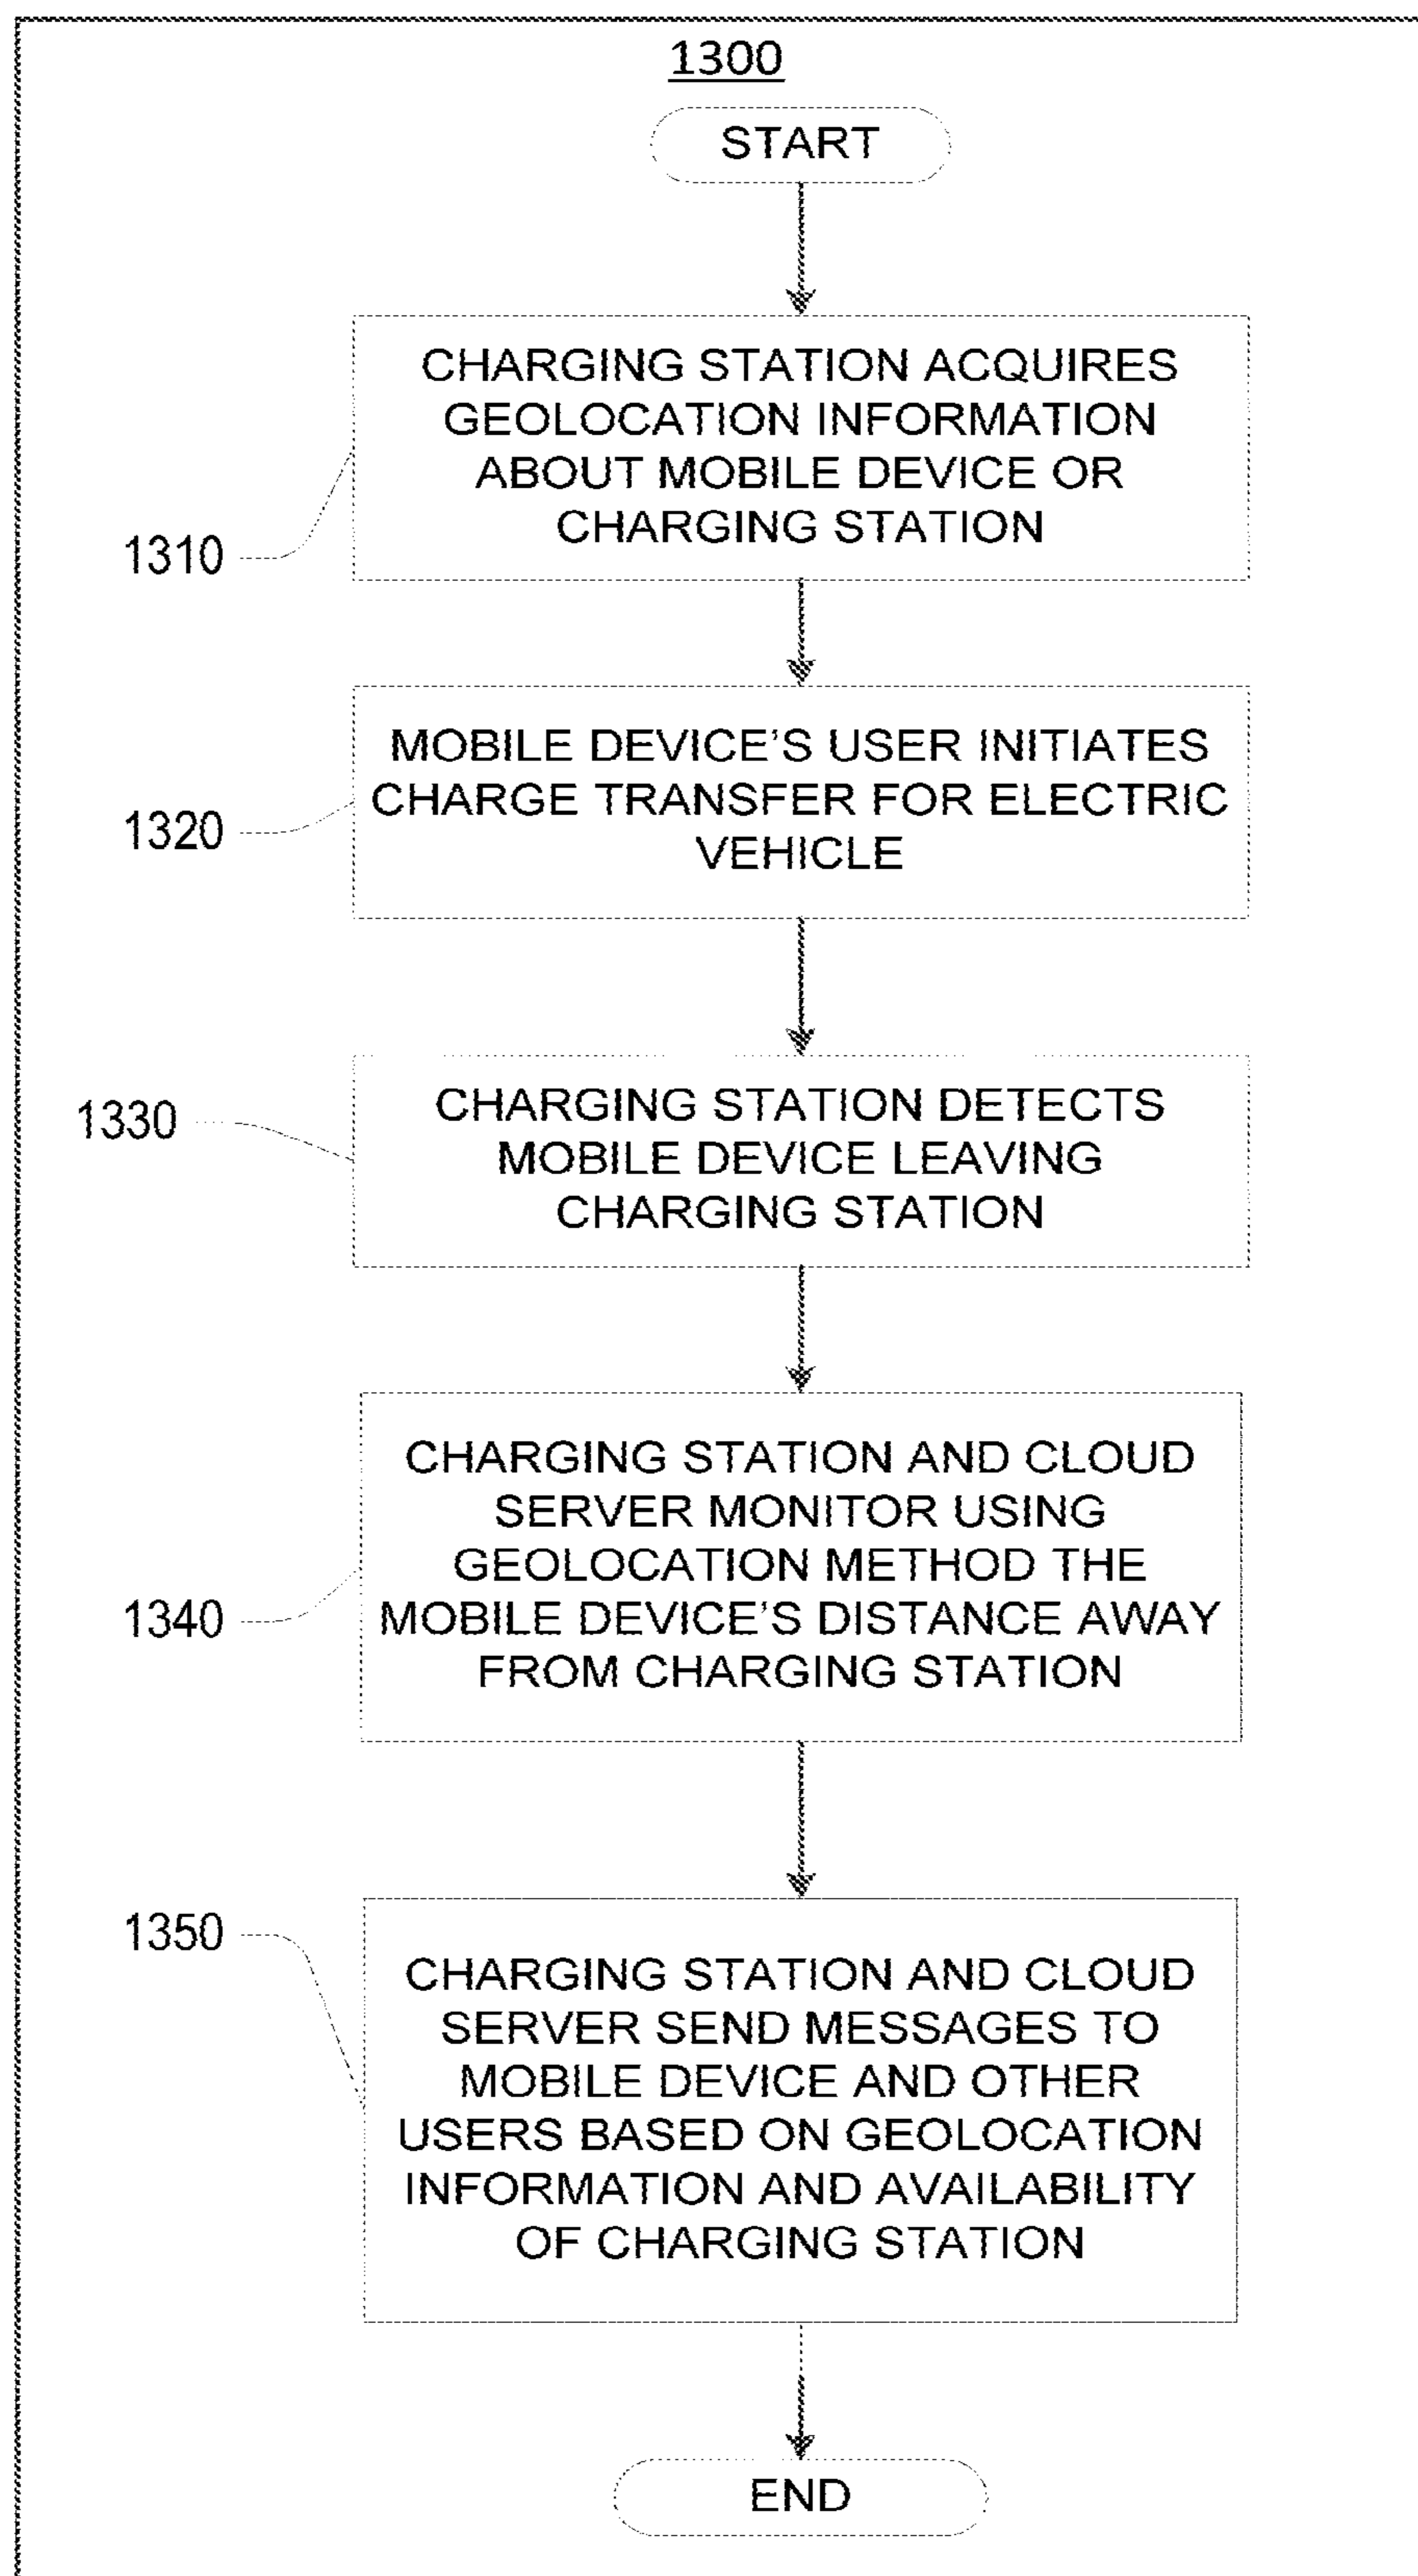 1300
START
CHARGING STATION ACQUIRES
GEOLOCATION INFORMATION
ABOUT MOBILE DEVICE OR
CHARGING STATION
1310
MOBILE DEVICE'S USER INITIATES
CHARGE TRANSFER FOR ELECTRIC
VEHICLE
1320
CHARGING STATION DETECTS
MOBILE DEVICE LEAVING
CHARGING STATION
1330
CHARGING STATION AND CLOUD
SERVER MONITOR USING
GEOLOCATION METHOD THE
MOBILE DEVICE'S DISTANCE AWAY
FROM CHARGING STATION
1340
CHARGING STATION AND CLOUD
SERVER SEND MESSAGES TO
MOBILE DEVICE AND OTHER
USERS BASED ON GEOLOCATION
INFORMATION AND AVAILABILITY
OF CHARGING STATION
1350
END